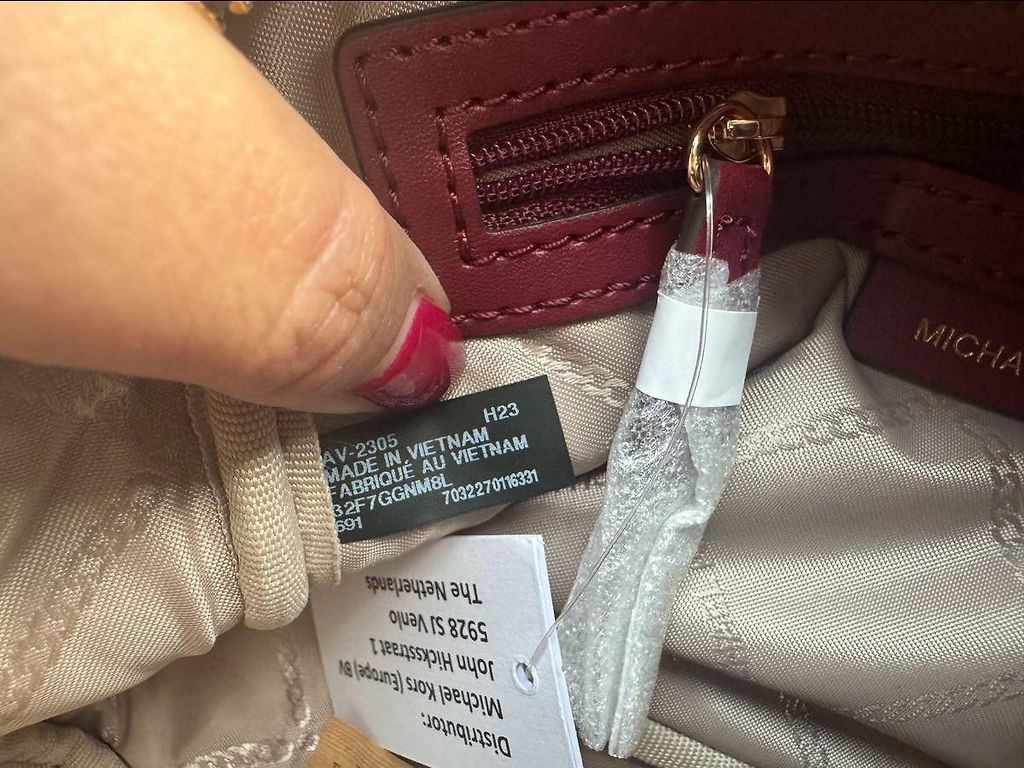 H23
AV-2305
MADE IN VIETNAM
FABRIQUÉ AU VIETNAM
32F7GGNM8L
7032270116331
691
MICHA
Distributor:
Michael Kors (Europe) BV
John Hicksstraat 1
5928 SJ Venlo
The Netherlands